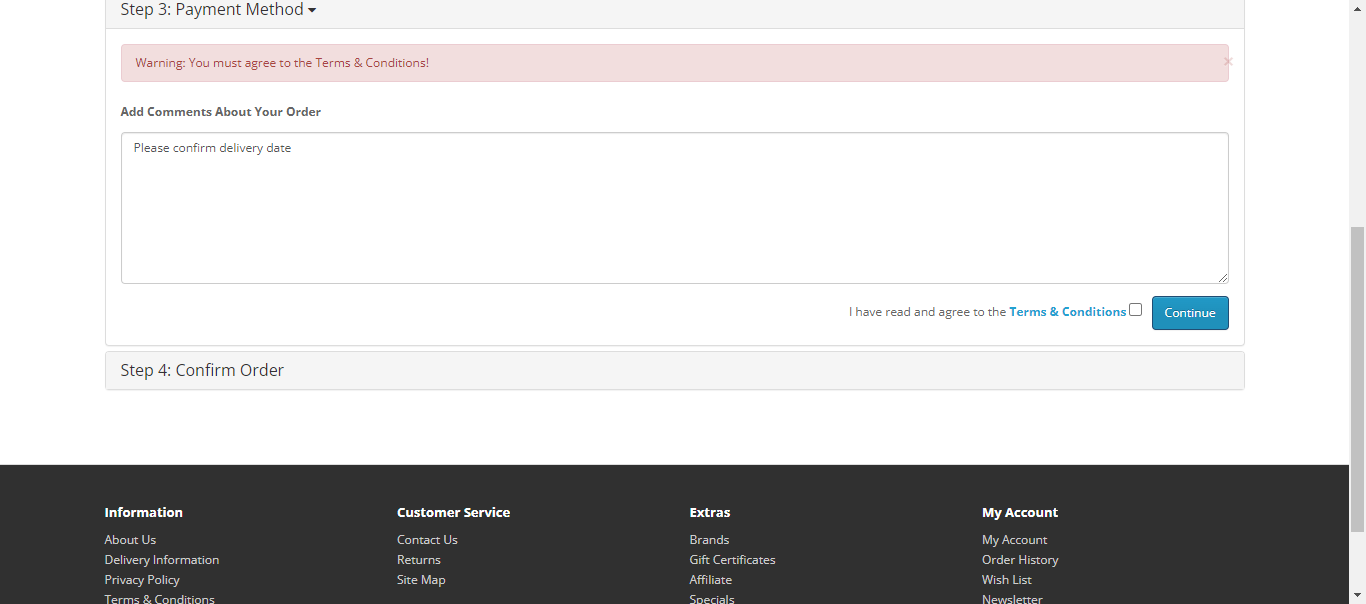 Step 3: Payment Method
Warning: You must agree to the Terms & Conditions!
×
Add Comments About Your Order
Please confirm delivery date
I have read and agree to the Terms & Conditions
Continue
Step 4: Confirm Order
Information
About Us
Delivery Information
Privacy Policy
Terms & Conditions
Customer Service
Contact Us
Returns
Site Map
Extras
Brands
Gift Certificates
Affiliate
Specials
My Account
My Account
Order History
Wish List
Newsletter